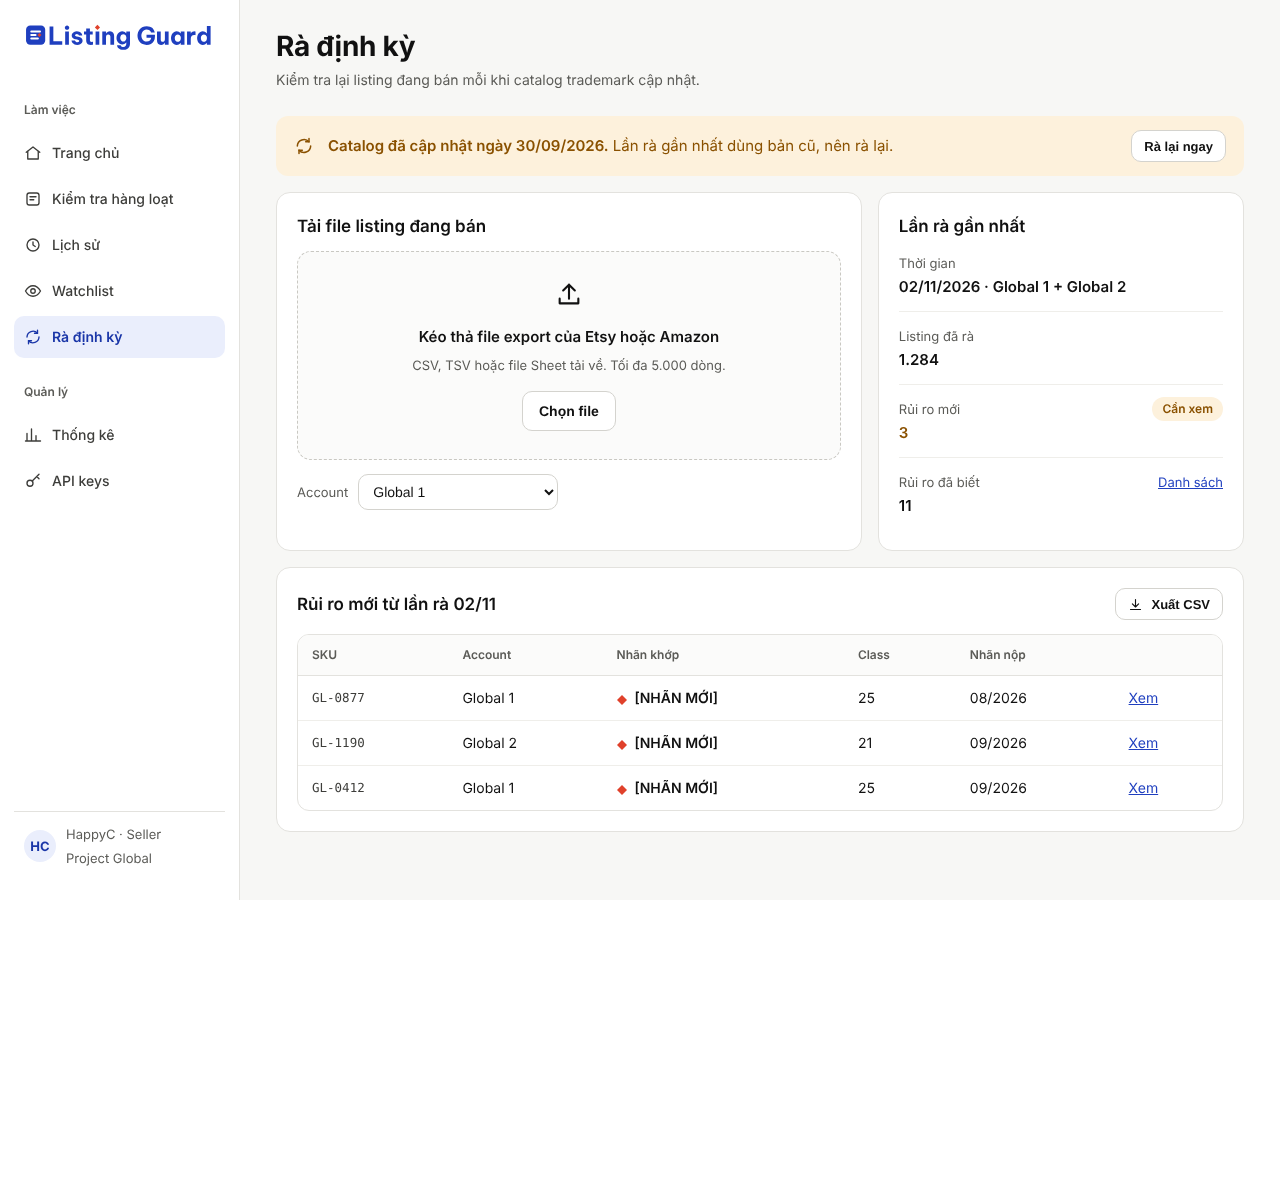 Listing Guard
Làm việc
Trang chủ
Kiểm tra hàng loạt
Lịch sử
Watchlist
Rà định kỳ
Quản lý
Thống kê
API keys
HC
HappyC · Seller
Project Global
Rà định kỳ
Kiểm tra lại listing đang bán mỗi khi catalog trademark cập nhật.
Catalog đã cập nhật ngày 30/09/2026. Lần rà gần nhất dùng bản cũ, nên rà lại.
Rà lại ngay
Tải file listing đang bán
Kéo thả file export của Etsy hoặc Amazon
CSV, TSV hoặc file Sheet tải về. Tối đa 5.000 dòng.
Chọn file
Account Global 1
Lần rà gần nhất
Thời gian
02/11/2026 · Global 1 + Global 2
Listing đã rà
1.284
Rủi ro mới Cần xem
3
Rủi ro đã biết Danh sách
11
Rủi ro mới từ lần rà 02/11
Xuất CSV
SKU Account Nhãn khớp Class Nhãn nộp
GL-0877 Global 1 ◆ [NHÃN MỚI] 25 08/2026 Xem
GL-1190 Global 2 ◆ [NHÃN MỚI] 21 09/2026 Xem
GL-0412 Global 1 ◆ [NHÃN MỚI] 25 09/2026 Xem